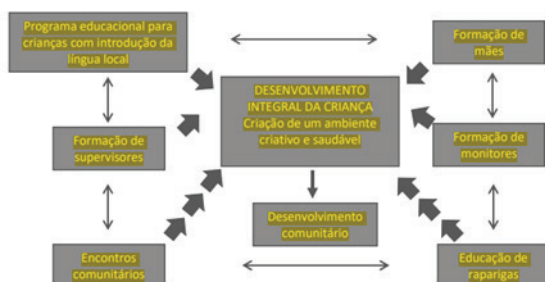 Programa educacional para
crianças com introdução da
língua local
Formação de
mães
DESENVOLVIMENTO
INTEGRAL DA CRIANÇA
Criação de um ambiente
criativo e saudável
Formação de
supervisores
Formação de
monitores
Desenvolvimento
comunitário
Encontros
comunitários
Educação de
raparigas